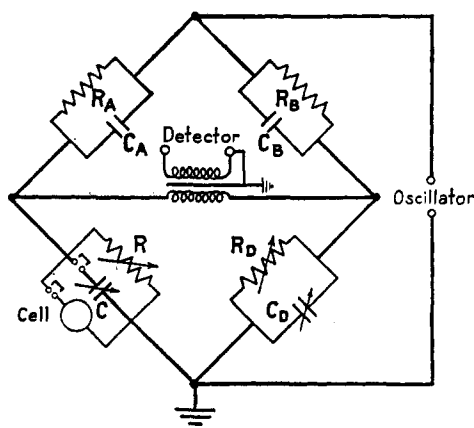 R_A
C_A
R_B
C_B
Detector
Oscillator
R
C
Cell
R_D
C_D